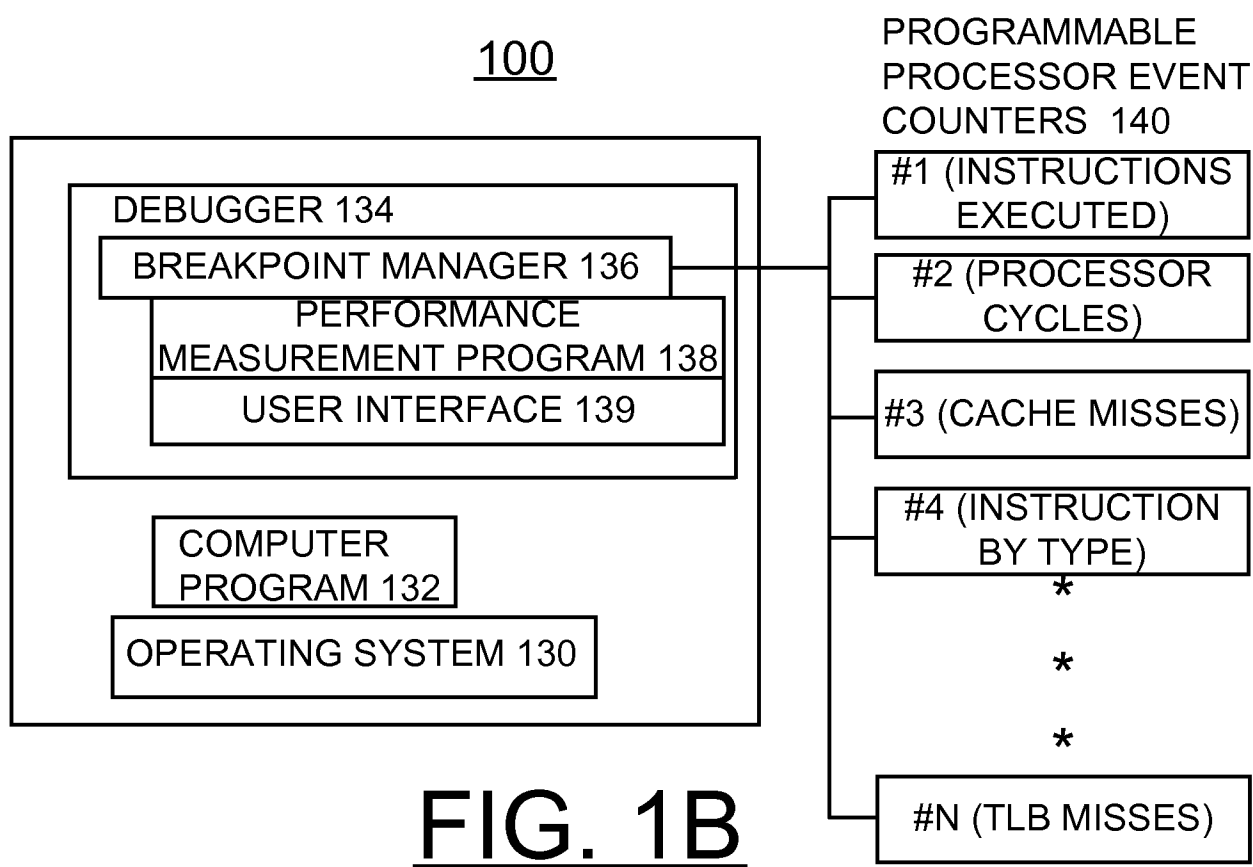 100
PROGRAMMABLE
PROCESSOR EVENT
COUNTERS 140
DEBUGGER 134
BREAKPOINT MANAGER 136
PERFORMANCE
MEASUREMENT PROGRAM 138
USER INTERFACE 139
COMPUTER
PROGRAM 132
OPERATING SYSTEM 130
#1 (INSTRUCTIONS
EXECUTED)
#2 (PROCESSOR
CYCLES)
#3 (CACHE MISSES)
#4 (INSTRUCTION
BY TYPE)
*
*
*
#N (TLB MISSES)
FIG. 1B